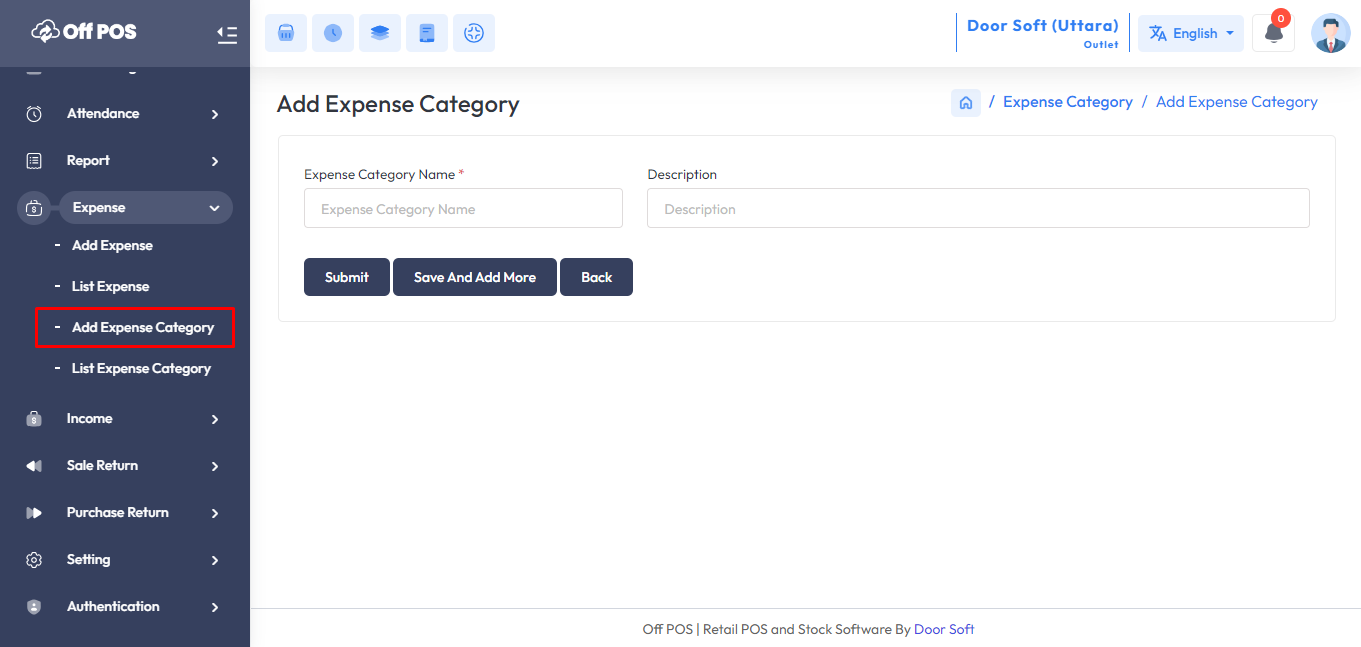 Off POS
Door Soft (Uttara)
Outlet
English
0
Attendance
Report
Expense
- Add Expense
- List Expense
- Add Expense Category
- List Expense Category
Income
Sale Return
Purchase Return
Setting
Authentication
Add Expense Category
/ Expense Category / Add Expense Category
Expense Category Name *
Description
Expense Category Name
Description
Submit
Save And Add More
Back
Off POS | Retail POS and Stock Software By Door Soft